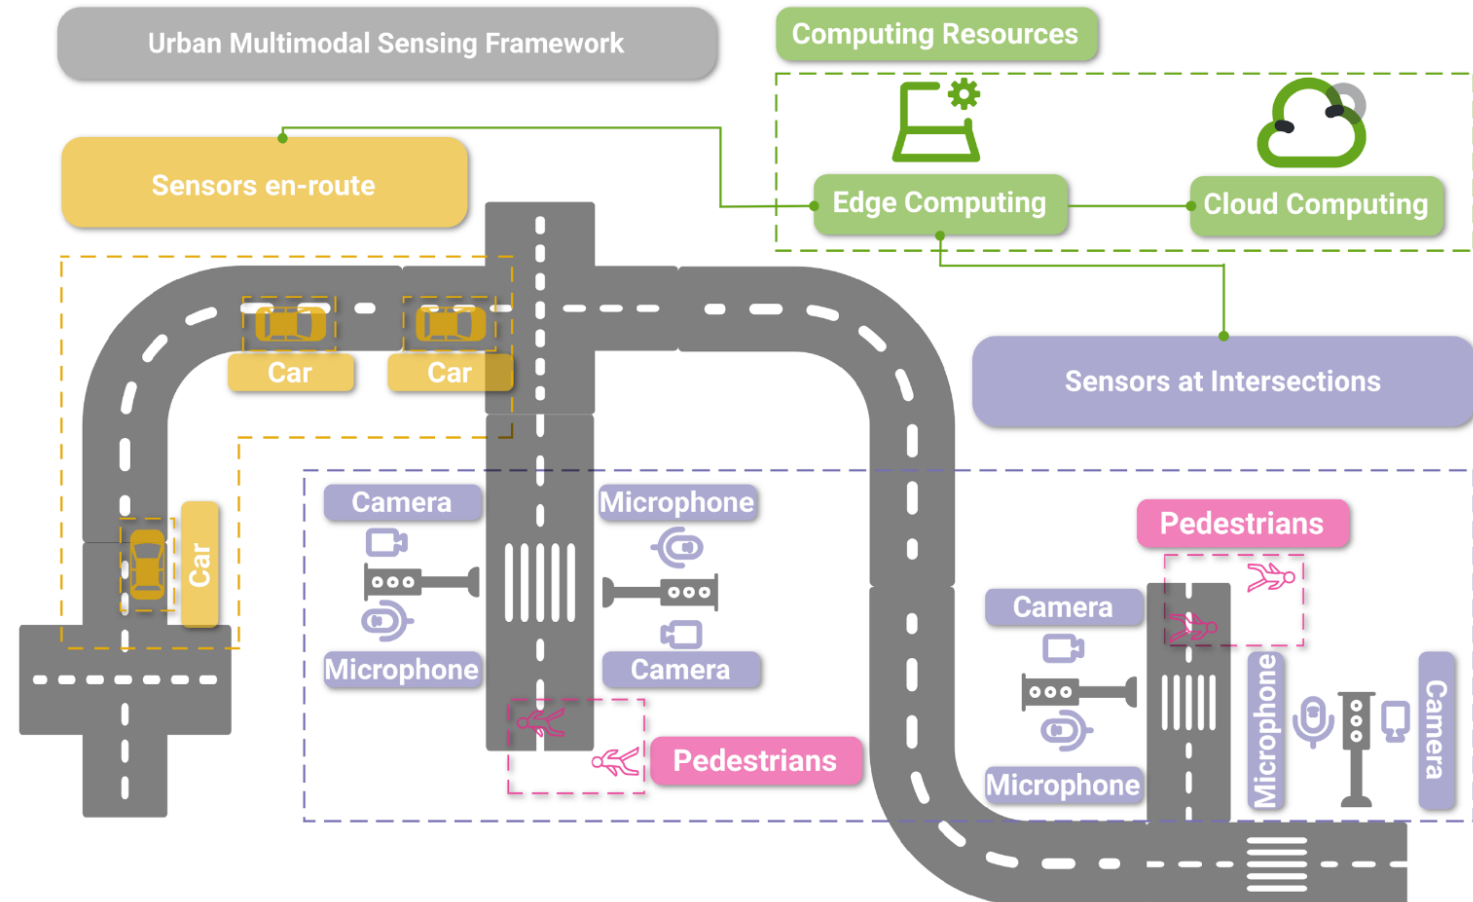 Urban Multimodal Sensing Framework
Computing Resources
Sensors en-route
Edge Computing
Cloud Computing
Car
Car
Sensors at Intersections
Car
Camera
Microphone
Microphone
Camera
Pedestrians
Pedestrians
Camera
Microphone
Microphone
Camera